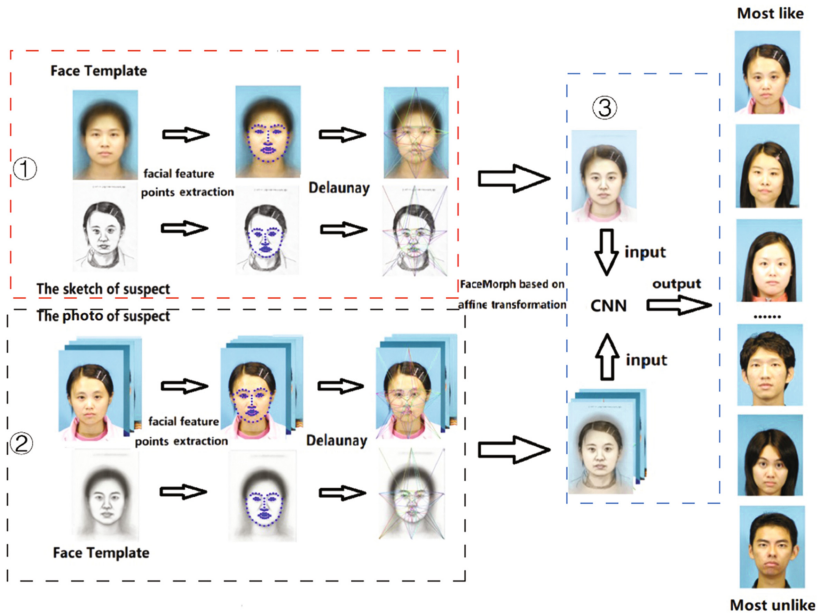 Most like
Face Template
③
①
facial feature
points extraction
Delaunay
input
The sketch of suspect
FaceMorph based on
affine transformation
CNN
output
......
The photo of suspect
input
②
facial feature
points extraction
Delaunay
Face Template
Most unlike